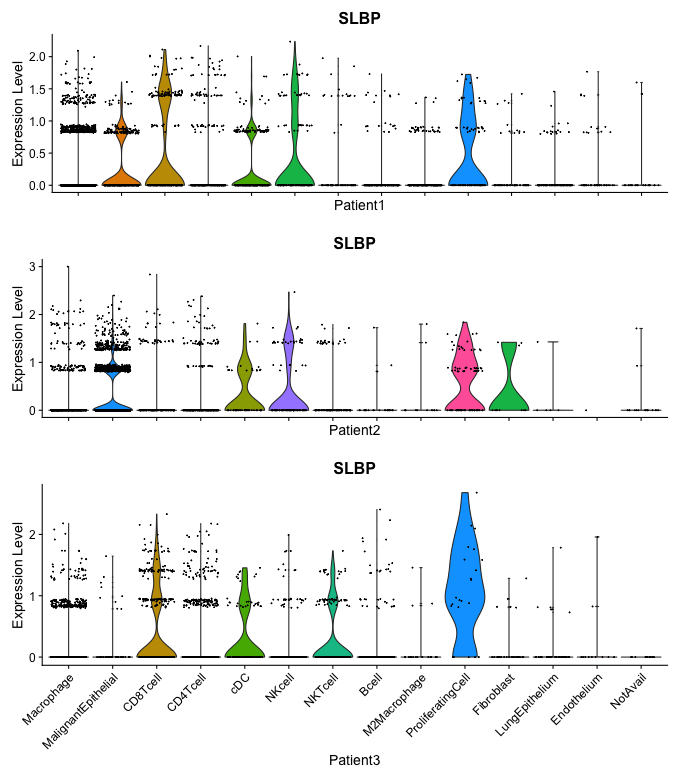 SLBP
Expression Level
2.0
1.5
1.0
0.5
0.0
Patient1
SLBP
Expression Level
3
2
1
0
Patient2
SLBP
Expression Level
2
1
0
Macrophage
MalignantEpithelial
CD8Tcell
CD4Tcell
cDC
NKcell
NKTcell
Bcell
M2Macrophage
ProliferatingCell
Fibroblast
LungEpithelium
Endothelium
NotAvail
Patient3